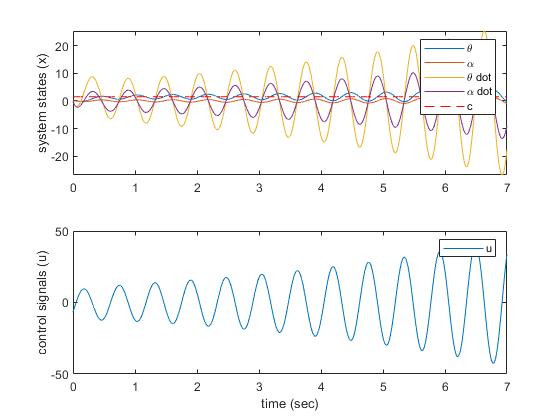 system states (x)
20
10
0
-10
-20
θ
α
θ dot
α dot
c
0 1 2 3 4 5 6 7
control signals (u)
50
0
-50
u
0 1 2 3 4 5 6 7
time (sec)